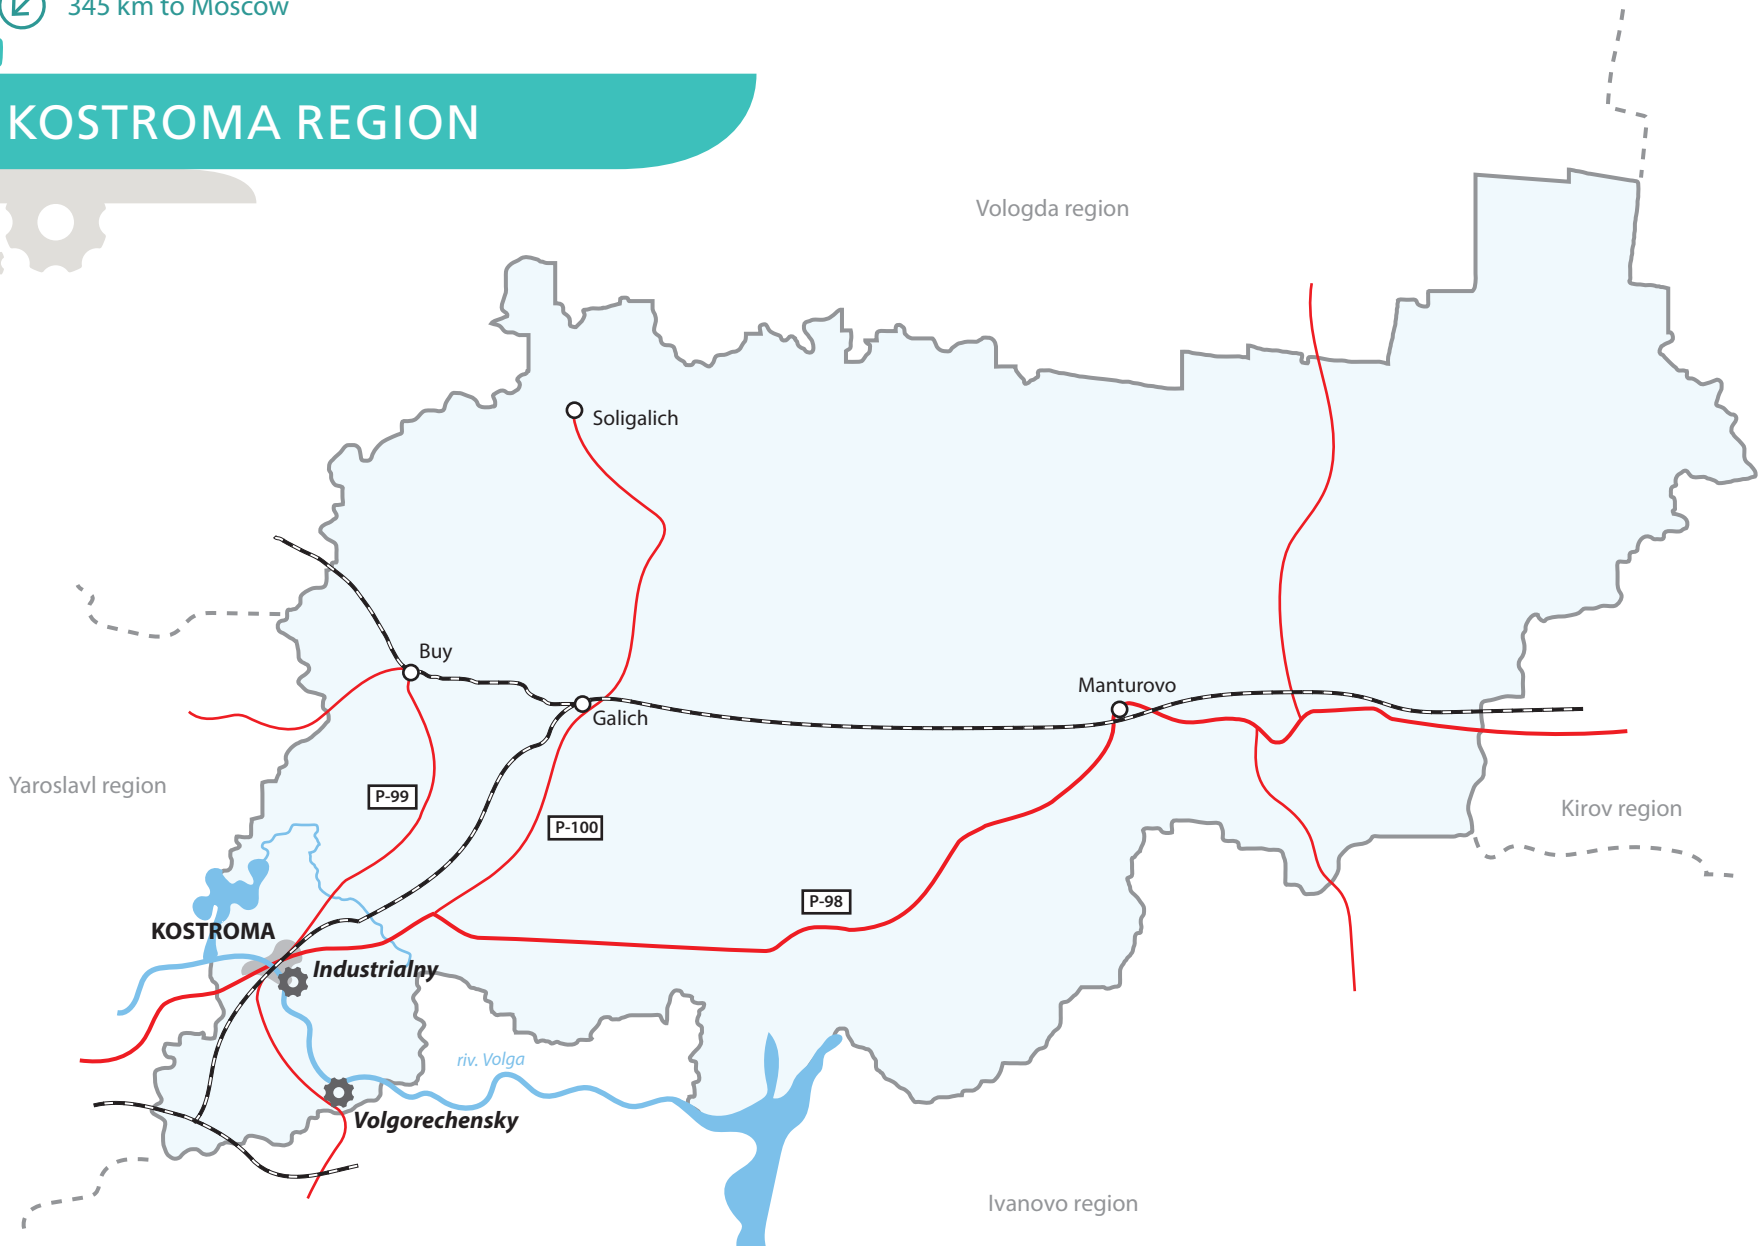 345 km to Moscow
KOSTROMA REGION
Vologda region
Soligalich
Buy
Manturovo
Galich
Yaroslavl region
P-99
Kirov region
P-100
P-98
KOSTROMA
Industrialny
riv. Volga
Volgorechensky
Ivanovo region